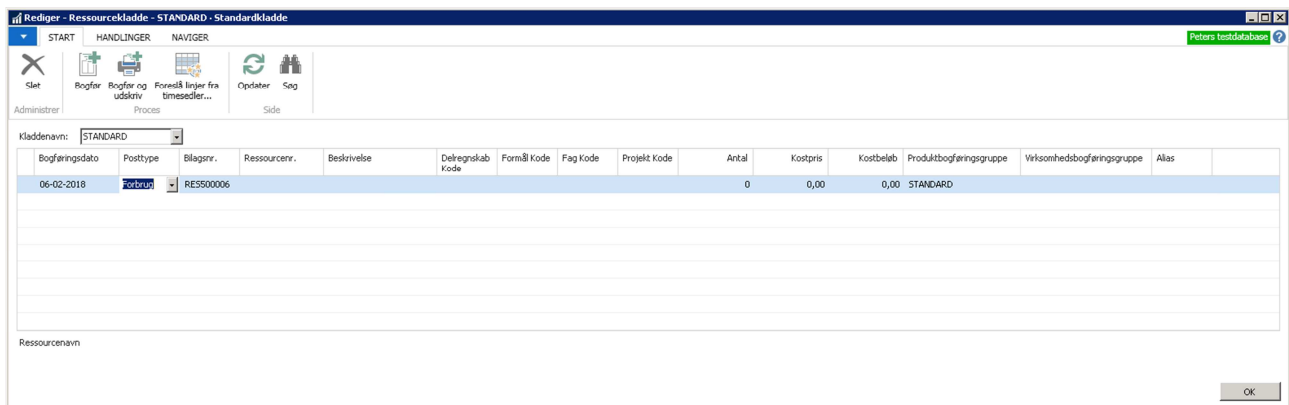 Rediger - Ressourcekladde - STANDARD · Standardkladde
START HANDLINGER NAVIGER
Peters testdatabase
Slet Bogfør Bogfør og udskriv Foreslå linjer fra timesedler... Opdater Søg
Administrer Proces Side
Kladdenavn: STANDARD
Bogføringsdato Posttype Bilagsnr. Ressourcenr. Beskrivelse Delregnskab Kode Formål Kode Fag Kode Projekt Kode Antal Kostpris Kostbeløb Produktbogføringsgruppe Virksomhedsbogføringsgruppe Alias
06-02-2018 Forbrug RES500006 0 0,00 0,00 STANDARD
Ressourcenavn
OK